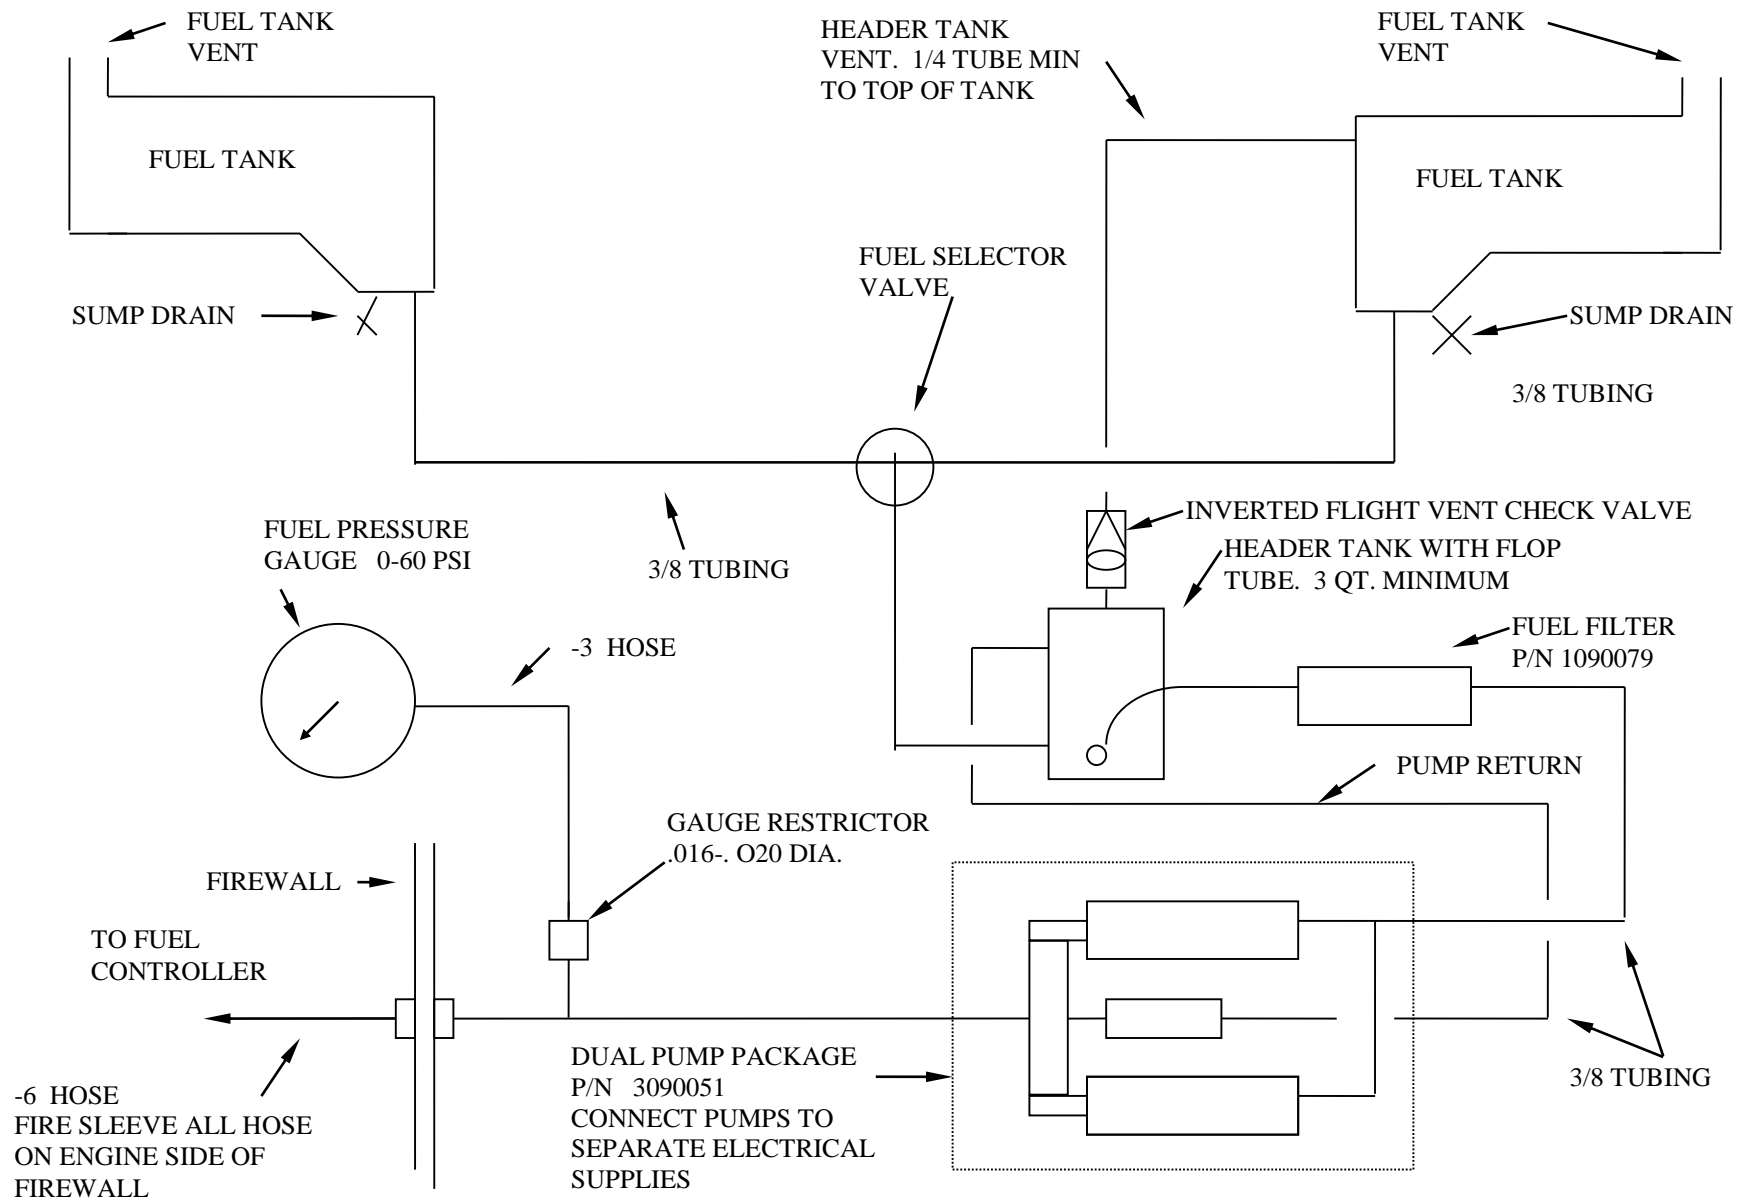 FUEL TANK
VENT
HEADER TANK
VENT. 1/4 TUBE MIN
TO TOP OF TANK
FUEL TANK
VENT
FUEL TANK
FUEL TANK
FUEL SELECTOR
VALVE
SUMP DRAIN
SUMP DRAIN
3/8 TUBING
INVERTED FLIGHT VENT CHECK VALVE
FUEL PRESSURE
GAUGE 0-60 PSI
3/8 TUBING
HEADER TANK WITH FLOP
TUBE. 3 QT. MINIMUM
-3 HOSE
FUEL FILTER
P/N 1090079
PUMP RETURN
GAUGE RESTRICTOR
.016-. O20 DIA.
FIREWALL
TO FUEL
CONTROLLER
DUAL PUMP PACKAGE
P/N 3090051
CONNECT PUMPS TO
SEPARATE ELECTRICAL
SUPPLIES
3/8 TUBING
-6 HOSE
FIRE SLEEVE ALL HOSE
ON ENGINE SIDE OF
FIREWALL